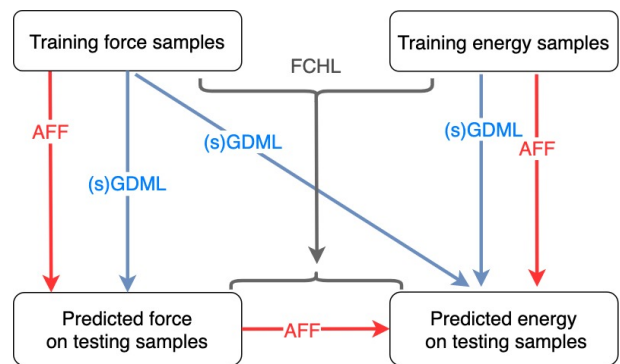 Training force samples
Training energy samples
FCHL
AFF
(s)GDML
(s)GDML
(s)GDML
AFF
Predicted force
on testing samples
AFF
Predicted energy
on testing samples